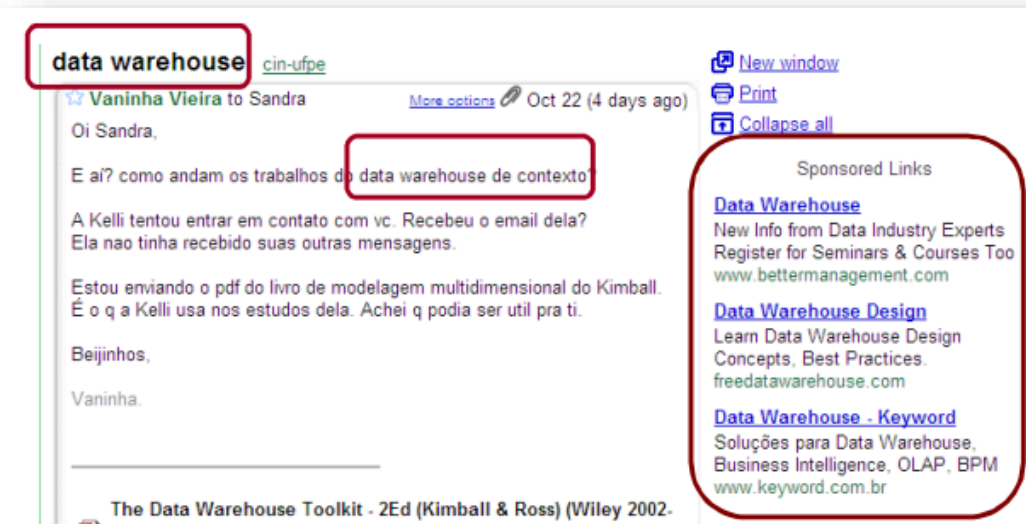 data warehouse cin-ufpe
Vaninha Vieira to Sandra More options Oct 22 (4 days ago)
Oi Sandra,
E aí? como andam os trabalhos do data warehouse de contexto?
A Kelli tentou entrar em contato com vc. Recebeu o email dela?
Ela nao tinha recebido suas outras mensagens.
Estou enviando o pdf do livro de modelagem multidimensional do Kimball.
É o q a Kelli usa nos estudos dela. Achei q podia ser util pra ti.
Beijinhos,
Vaninha.
The Data Warehouse Toolkit - 2Ed (Kimball & Ross) (Wiley 2002-
New window
Print
Collapse all
Sponsored Links
Data Warehouse
New Info from Data Industry Experts
Register for Seminars & Courses Too
www.bettermanagement.com
Data Warehouse Design
Learn Data Warehouse Design
Concepts, Best Practices.
freedatawarehouse.com
Data Warehouse - Keyword
Soluções para Data Warehouse,
Business Intelligence, OLAP, BPM
www.keyword.com.br